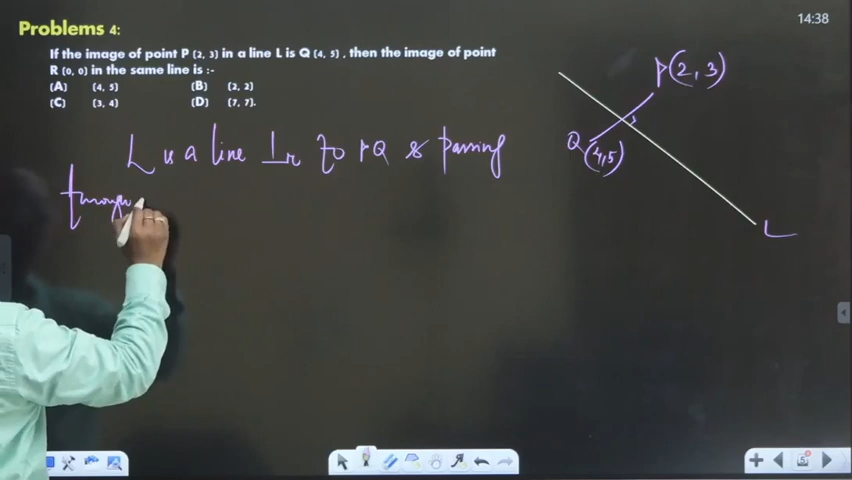 Problems 4:
14:38
If the image of point P (2, 3) in a line L is Q (4, 5), then the image of point
R (0, 0) in the same line is :-
(A) (4, 5) (B) (2, 2)
(C) (3, 4) (D) (7, 7).
P(2, 3)
Q(4,5)
L
L is a line ⊥r to PQ & passing
through